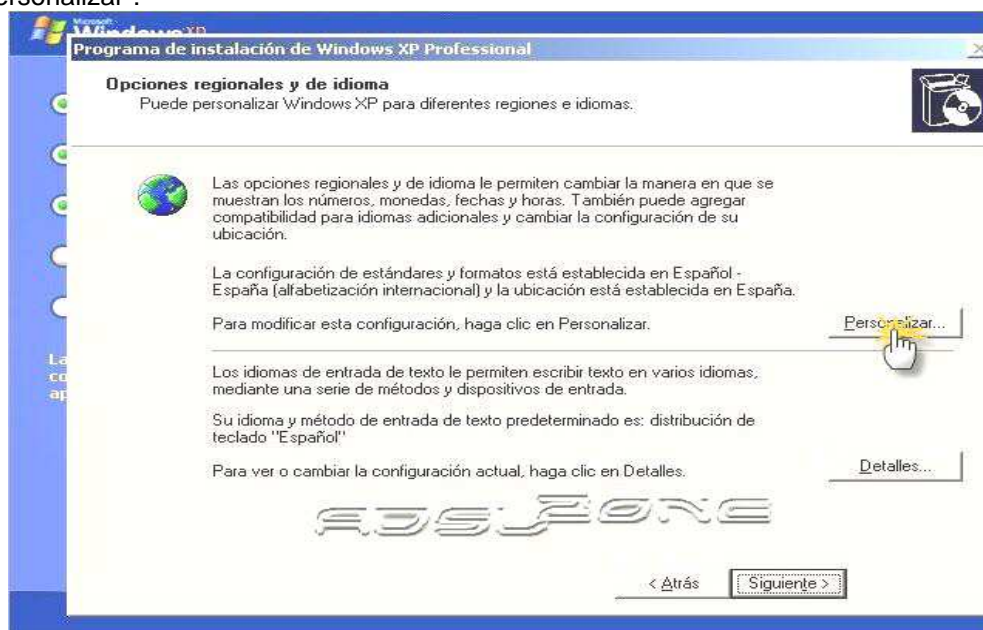 ersonalizar".
Microsoft
Windows XP
Programa de instalación de Windows XP Professional
Opciones regionales y de idioma
Puede personalizar Windows XP para diferentes regiones e idiomas.
Las opciones regionales y de idioma le permiten cambiar la manera en que se
muestran los números, monedas, fechas y horas. También puede agregar
compatibilidad para idiomas adicionales y cambiar la configuración de su
ubicación.
La configuración de estándares y formatos está establecida en Español -
España (alfabetización internacional) y la ubicación está establecida en España.
Para modificar esta configuración, haga clic en Personalizar.
Personalizar...
La
co
ap
Los idiomas de entrada de texto le permiten escribir texto en varios idiomas,
mediante una serie de métodos y dispositivos de entrada.
Su idioma y método de entrada de texto predeterminado es: distribución de
teclado "Español"
Para ver o cambiar la configuración actual, haga clic en Detalles.
Detalles...
ADSLZONE
< Atrás
Siguiente >